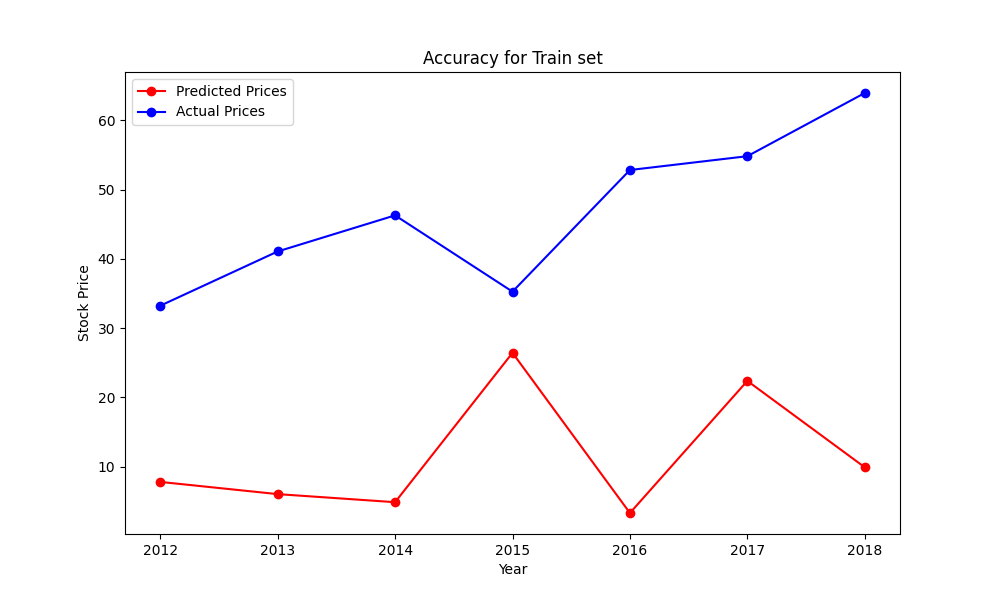 Accuracy for Train set
Predicted Prices
Actual Prices
60
50
40
30
20
10
Stock Price
2012 2013 2014 2015 2016 2017 2018
Year